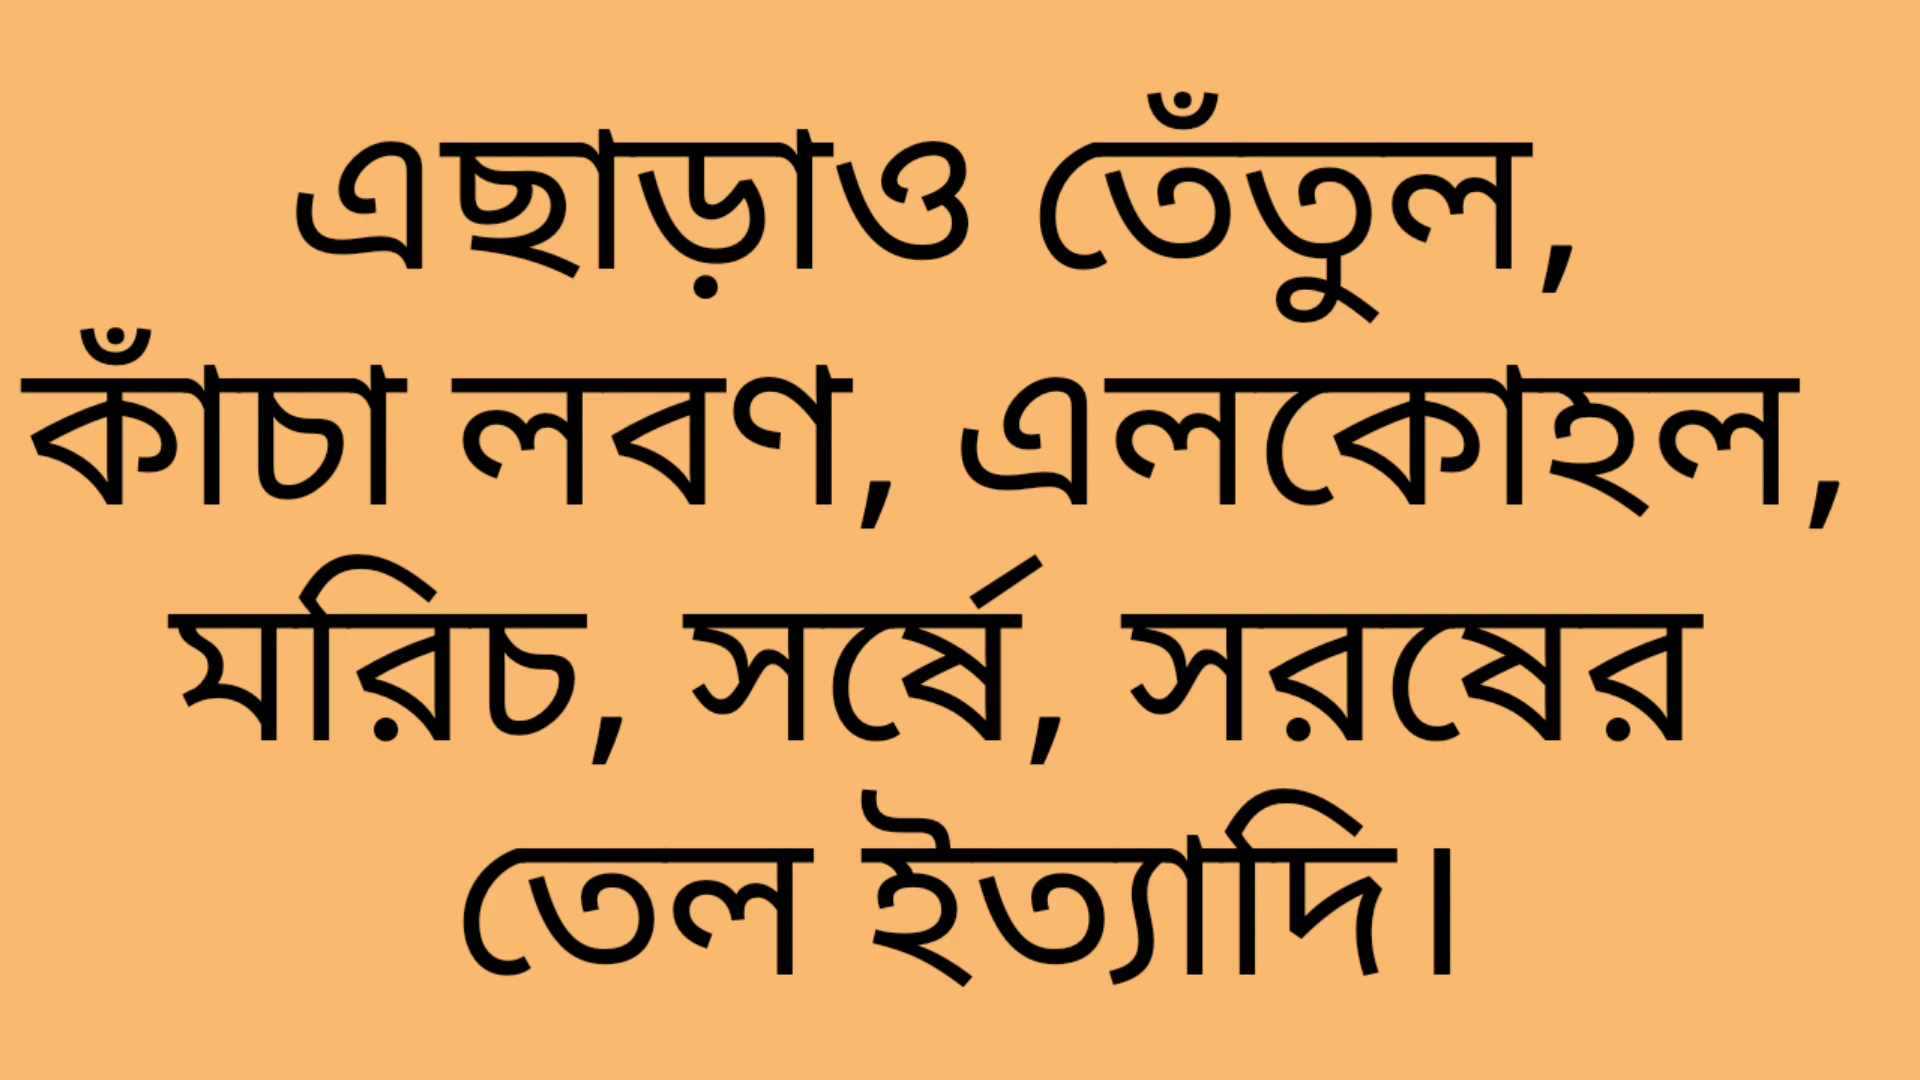 এছাড়াও তেঁতুল,
কাঁচা লবণ, এলকোহল,
মরিচ, সর্ষে, সরষের
তেল ইত্যাদি।